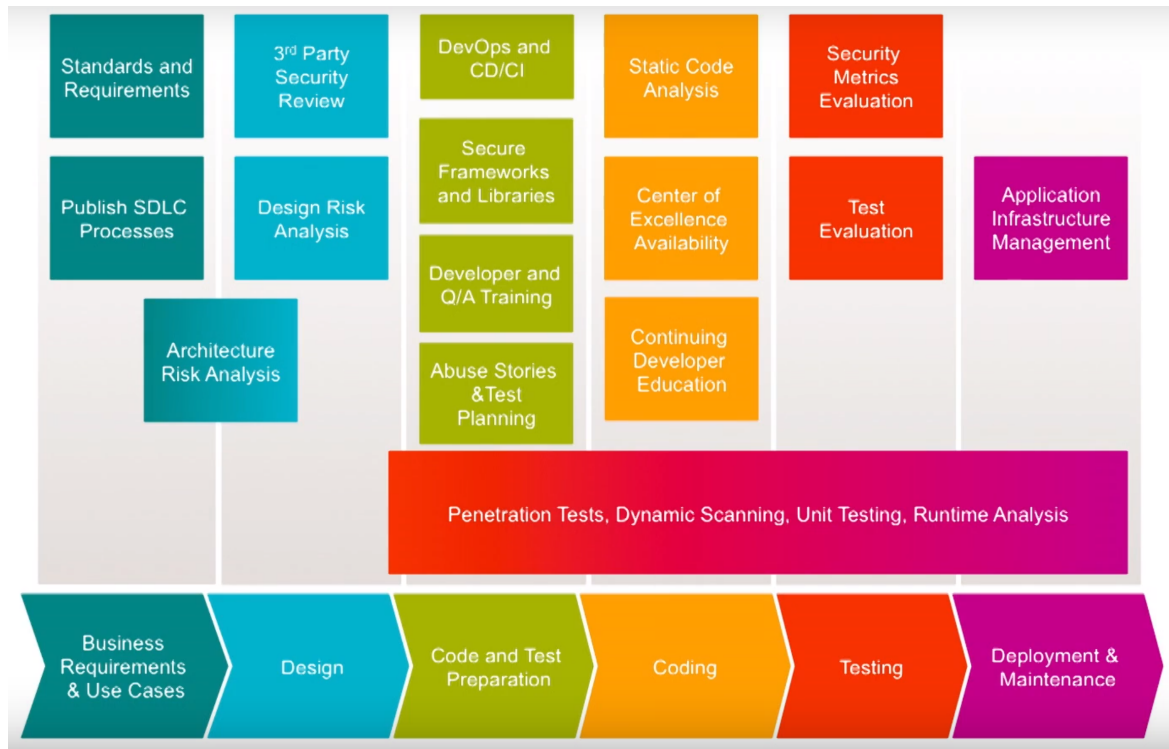 Standards and
Requirements
3rd Party
Security
Review
DevOps and
CD/CI
Static Code
Analysis
Security
Metrics
Evaluation
Publish SDLC
Processes
Design Risk
Analysis
Secure
Frameworks
and Libraries
Center of
Excellence
Availability
Test
Evaluation
Application
Infrastructure
Management
Architecture
Risk Analysis
Developer and
Q/A Training
Continuing
Developer
Education
Abuse Stories
&Test
Planning
Penetration Tests, Dynamic Scanning, Unit Testing, Runtime Analysis
Business
Requirements
& Use Cases
Design
Code and Test
Preparation
Coding
Testing
Deployment &
Maintenance